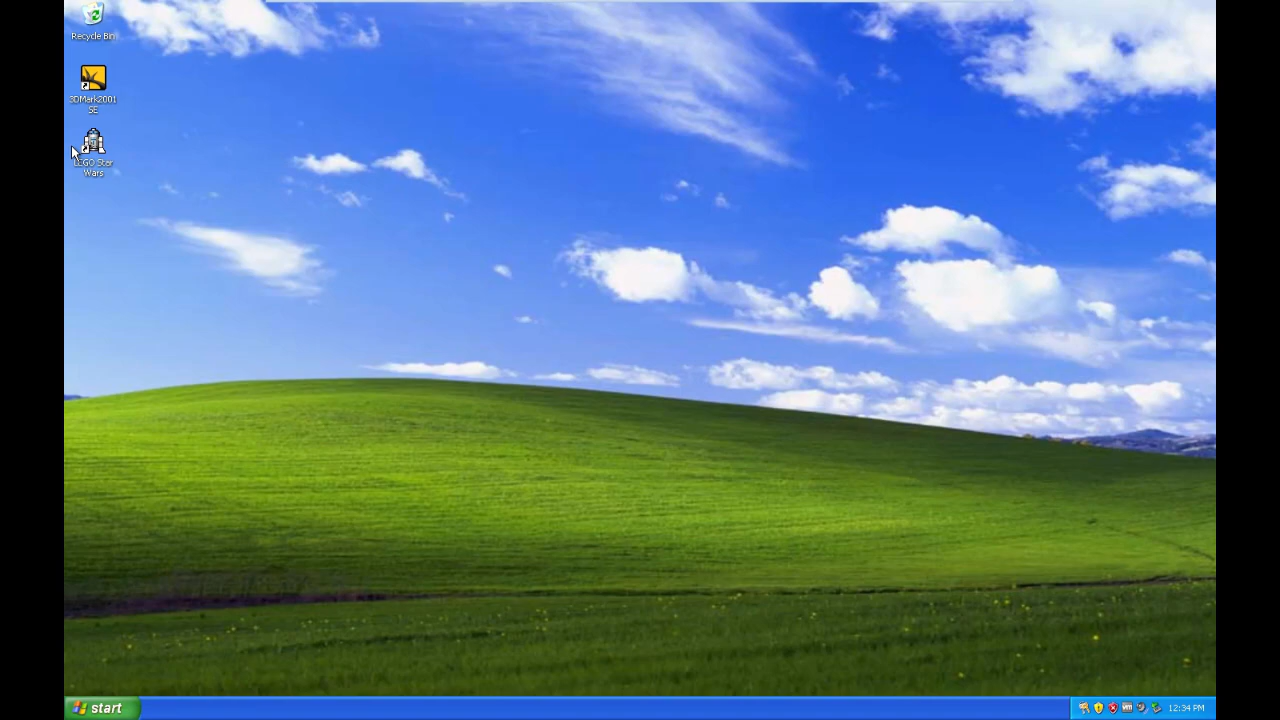 Recycle Bin
3DMark2001
SE
LEGO Star
Wars
start
12:34 PM